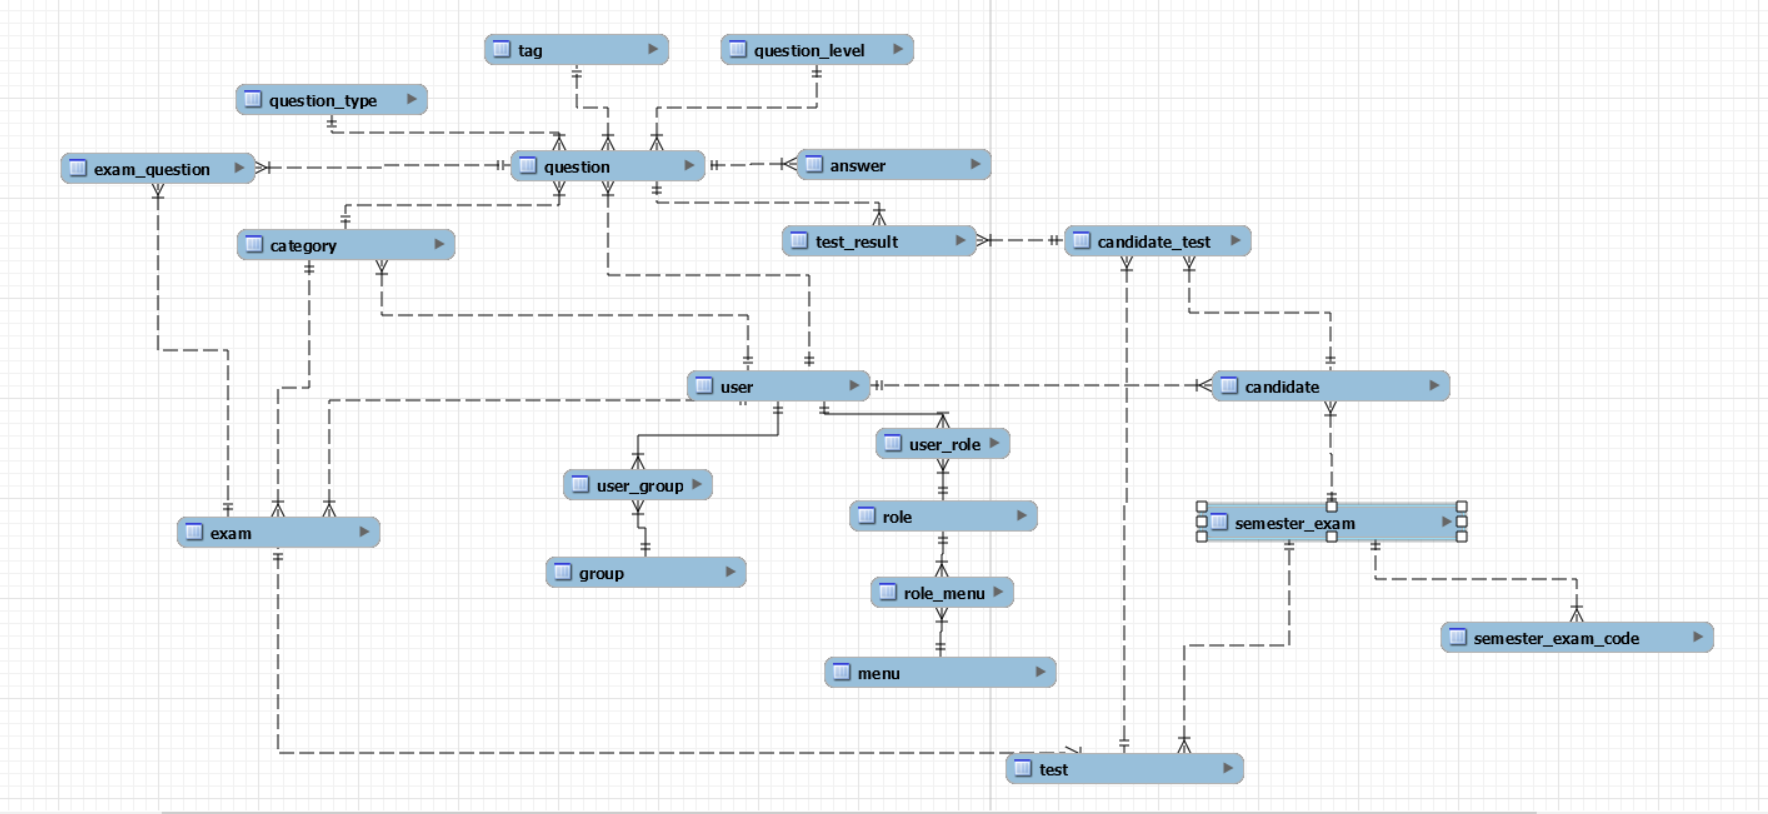 tag
question_level
question_type
exam_question
question
answer
category
test_result
candidate_test
user
candidate
user_role
user_group
role
semester_exam
exam
group
role_menu
semester_exam_code
menu
test